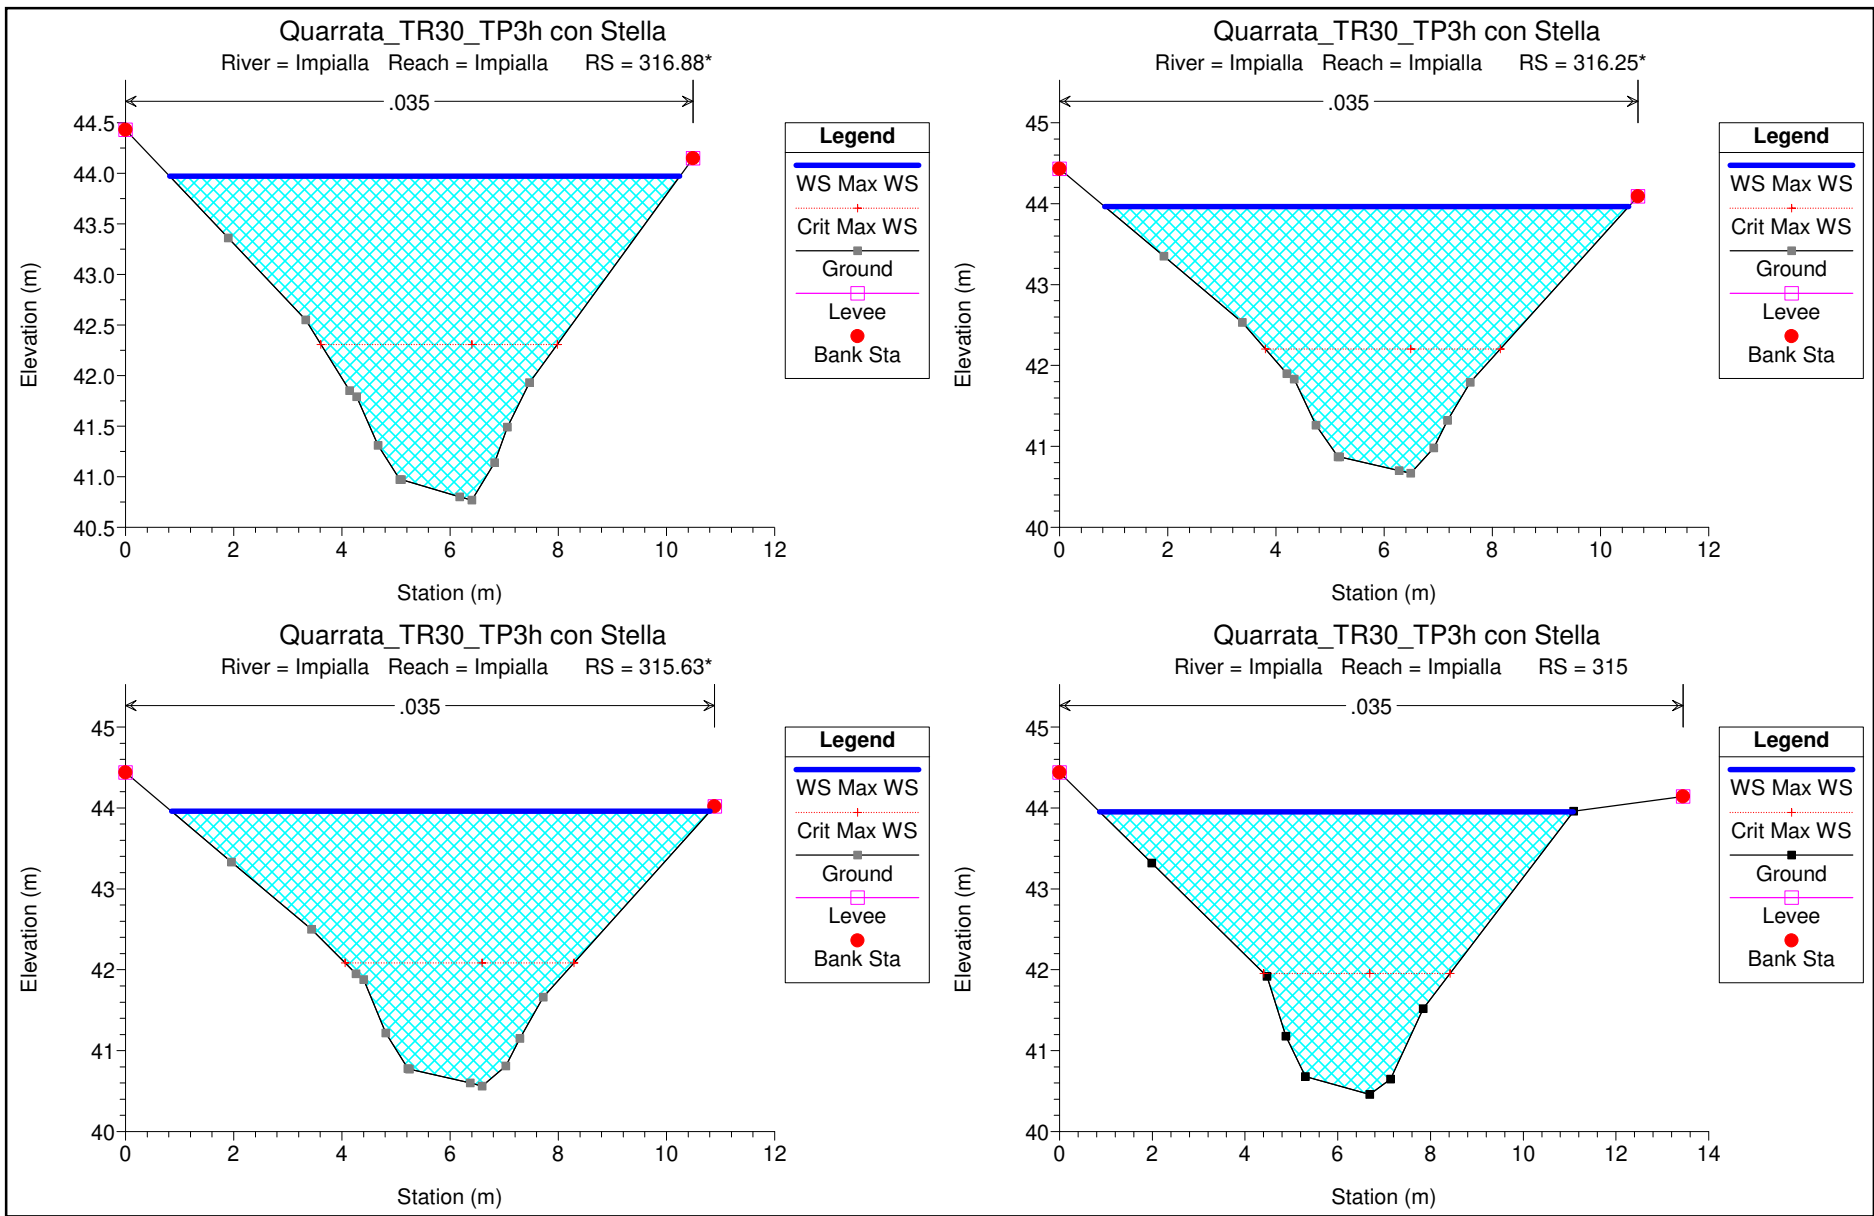 Quarrata_TR30_TP3h con Stella
River = Impialla Reach = Impialla RS = 316.88*
.035
44.5
44.0
43.5
43.0
42.5
42.0
41.5
41.0
40.5
0 2 4 6 8 10 12
Station (m)
Elevation (m)
Legend
WS Max WS
Crit Max WS
Ground
Levee
Bank Sta
Quarrata_TR30_TP3h con Stella
River = Impialla Reach = Impialla RS = 316.25*
.035
45
44
43
42
41
40
0 2 4 6 8 10 12
Station (m)
Elevation (m)
Legend
WS Max WS
Crit Max WS
Ground
Levee
Bank Sta
Quarrata_TR30_TP3h con Stella
River = Impialla Reach = Impialla RS = 315.63*
.035
45
44
43
42
41
40
0 2 4 6 8 10 12
Station (m)
Elevation (m)
Legend
WS Max WS
Crit Max WS
Ground
Levee
Bank Sta
Quarrata_TR30_TP3h con Stella
River = Impialla Reach = Impialla RS = 315
.035
45
44
43
42
41
40
0 2 4 6 8 10 12 14
Station (m)
Elevation (m)
Legend
WS Max WS
Crit Max WS
Ground
Levee
Bank Sta